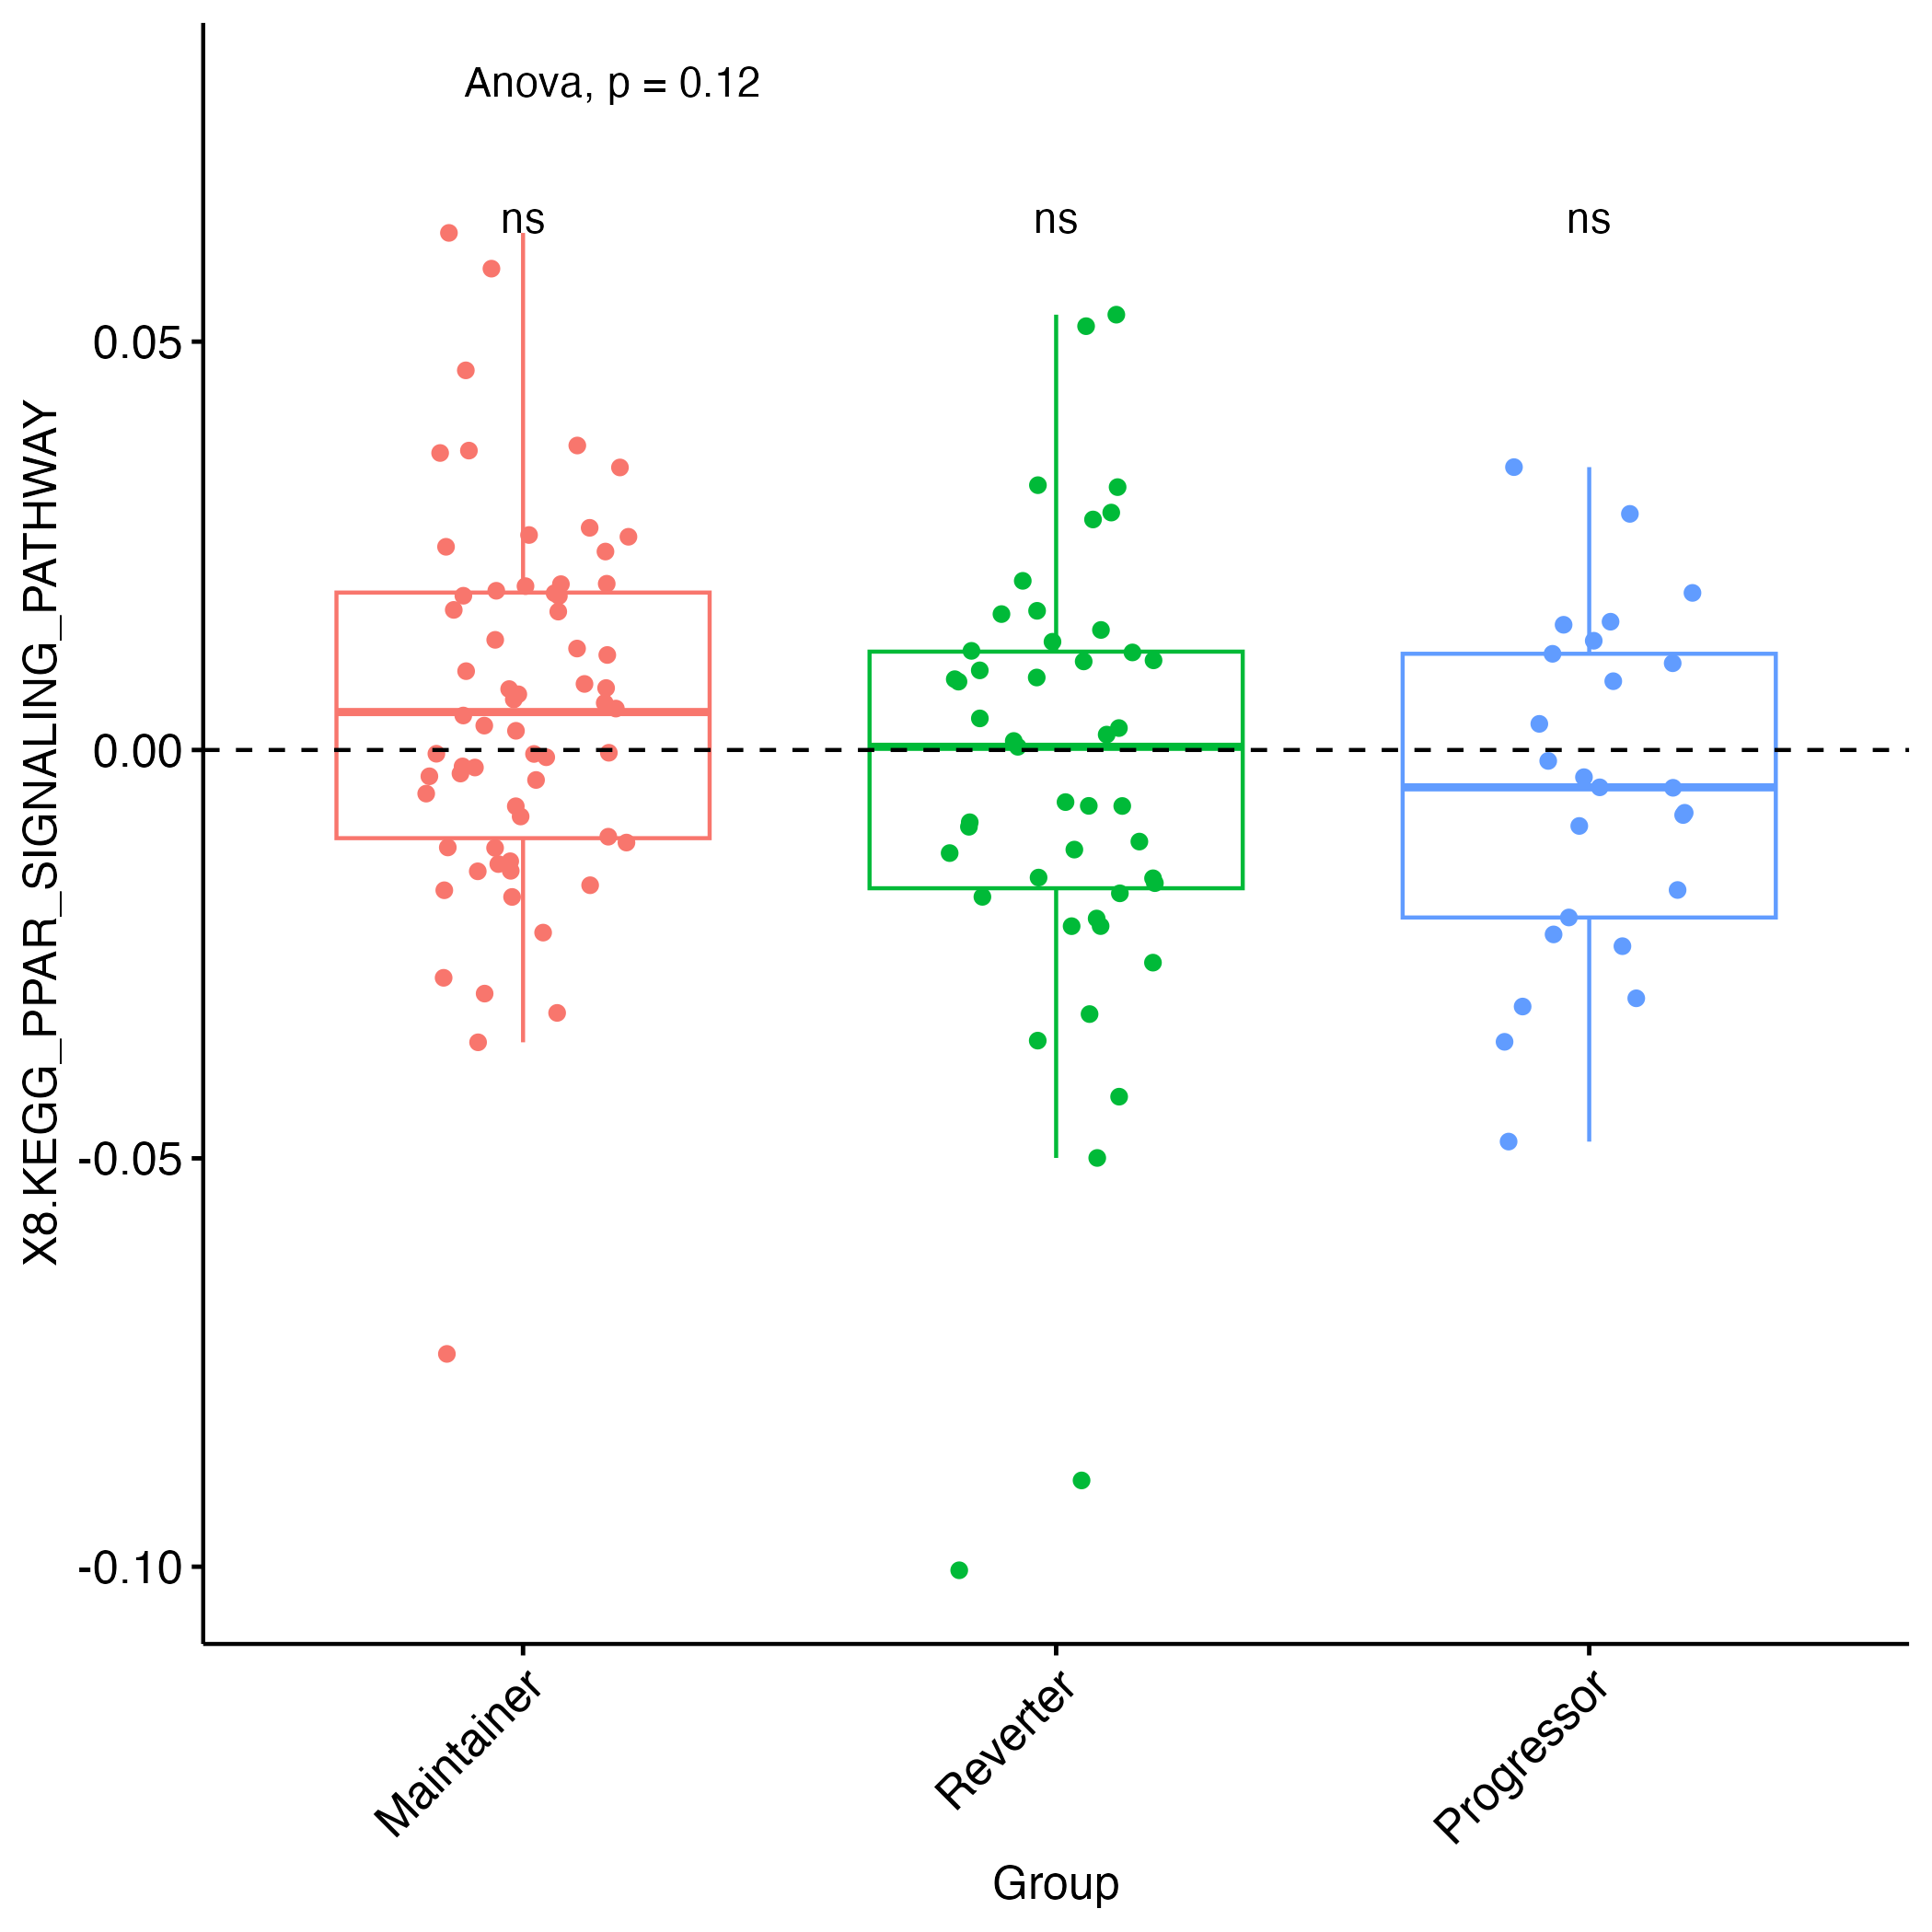 Anova, p = 0.12
ns ns ns
0.05
0.00
-0.05
-0.10
X8.KEGG_PPAR_SIGNALING_PATHWAY
Maintainer Reverter Progressor
Group